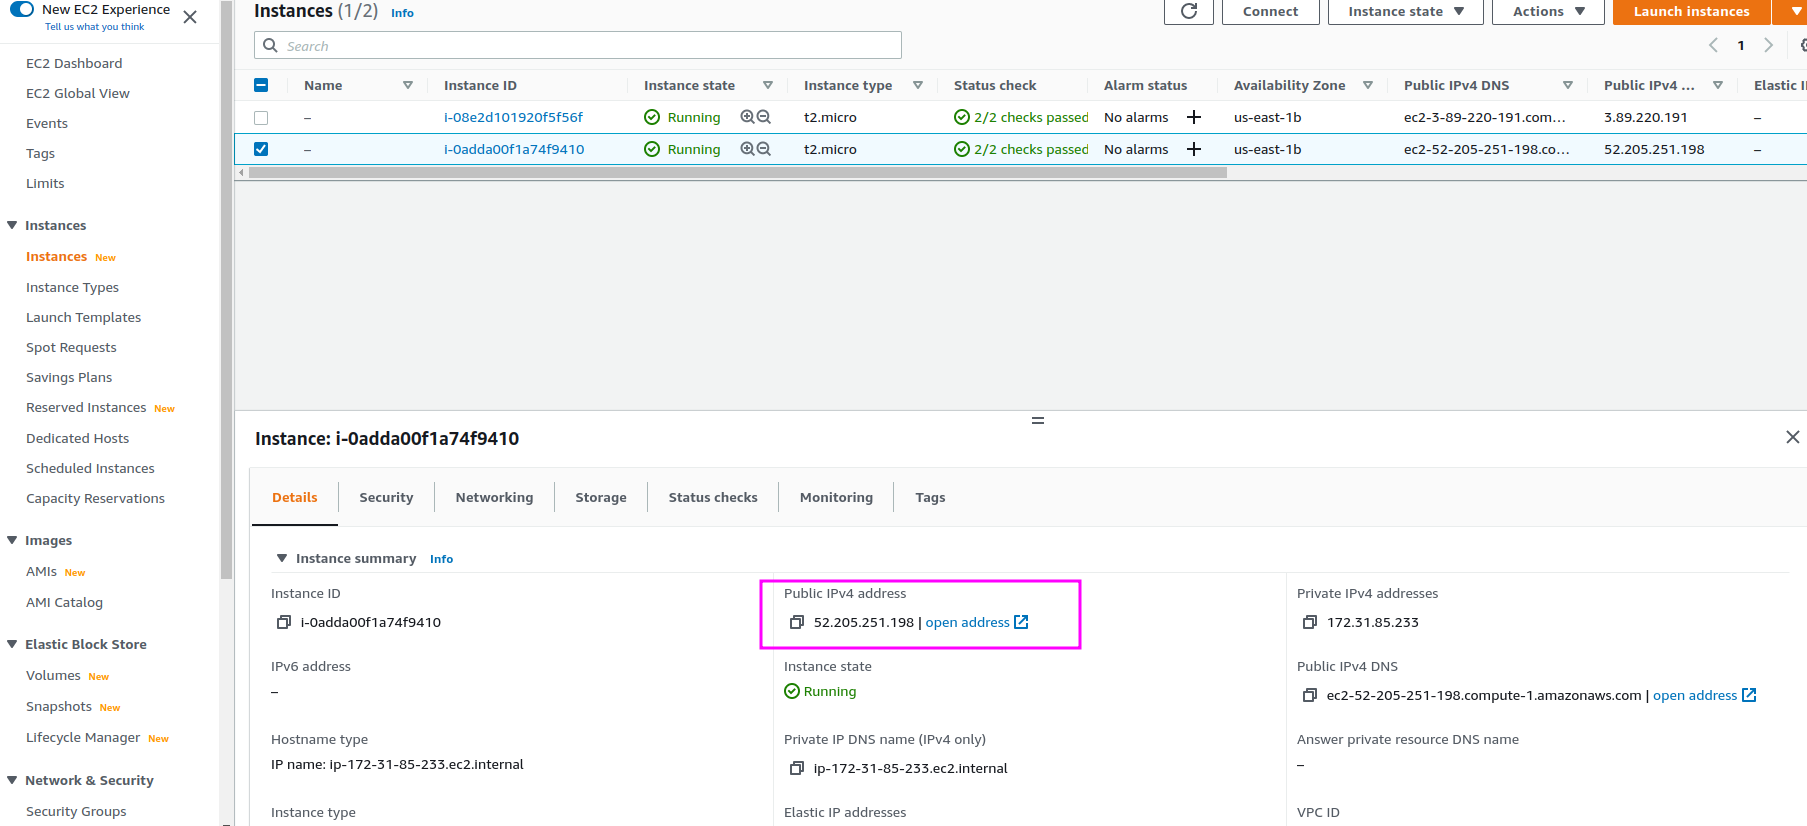 New EC2 Experience
Tell us what you think
EC2 Dashboard
EC2 Global View
Events
Tags
Limits
Instances
Instances New
Instance Types
Launch Templates
Spot Requests
Savings Plans
Reserved Instances New
Dedicated Hosts
Scheduled Instances
Capacity Reservations
Images
AMIs New
AMI Catalog
Elastic Block Store
Volumes New
Snapshots New
Lifecycle Manager New
Network & Security
Security Groups
Instances (1/2) Info
Connect Instance state Actions Launch instances
Search
1
Name Instance ID Instance state Instance type Status check Alarm status Availability Zone Public IPv4 DNS Public IPv4 ... Elastic I
– i-08e2d101920f5f56f Running t2.micro 2/2 checks passed No alarms us-east-1b ec2-3-89-220-191.com... 3.89.220.191 –
– i-0adda00f1a74f9410 Running t2.micro 2/2 checks passed No alarms us-east-1b ec2-52-205-251-198.co... 52.205.251.198 –
Instance: i-0adda00f1a74f9410
Details Security Networking Storage Status checks Monitoring Tags
Instance summary Info
Instance ID
i-0adda00f1a74f9410
Public IPv4 address
52.205.251.198 | open address
Private IPv4 addresses
172.31.85.233
IPv6 address
–
Instance state
Running
Public IPv4 DNS
ec2-52-205-251-198.compute-1.amazonaws.com | open address
Hostname type
IP name: ip-172-31-85-233.ec2.internal
Private IP DNS name (IPv4 only)
ip-172-31-85-233.ec2.internal
Answer private resource DNS name
–
Instance type
Elastic IP addresses
VPC ID